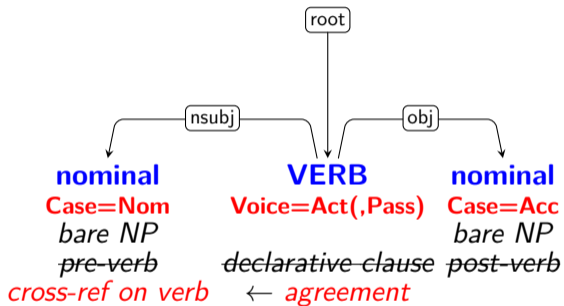 root
nsubj obj
nominal VERB nominal
Case=Nom Voice=Act(,Pass) Case=Acc
bare NP bare NP
pre-verb declarative clause post-verb
cross-ref on verb ← agreement